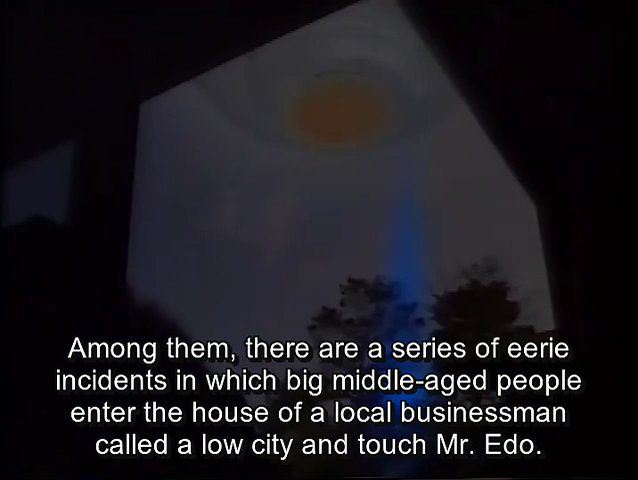 Among them, there are a series of eerie
incidents in which big middle-aged people
enter the house of a local businessman
called a low city and touch Mr. Edo.